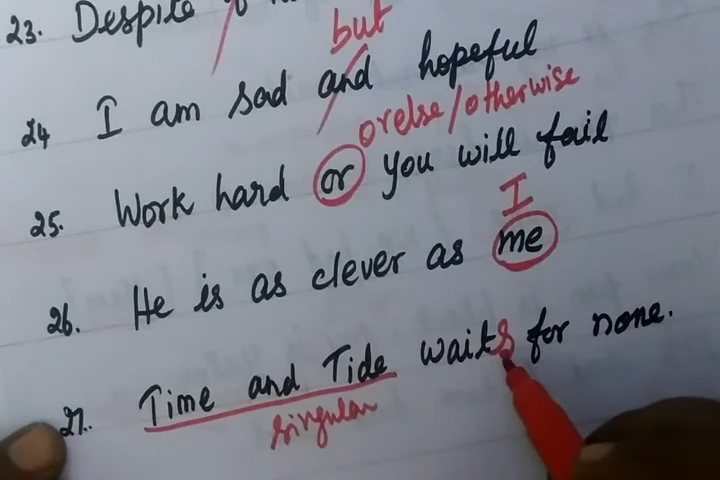 23. Despite
but
24 I am sad and hopeful
orelse/otherwise
25. Work hard or you will fail
I
26. He is as clever as me
27. Time and Tide waits for none.
singular